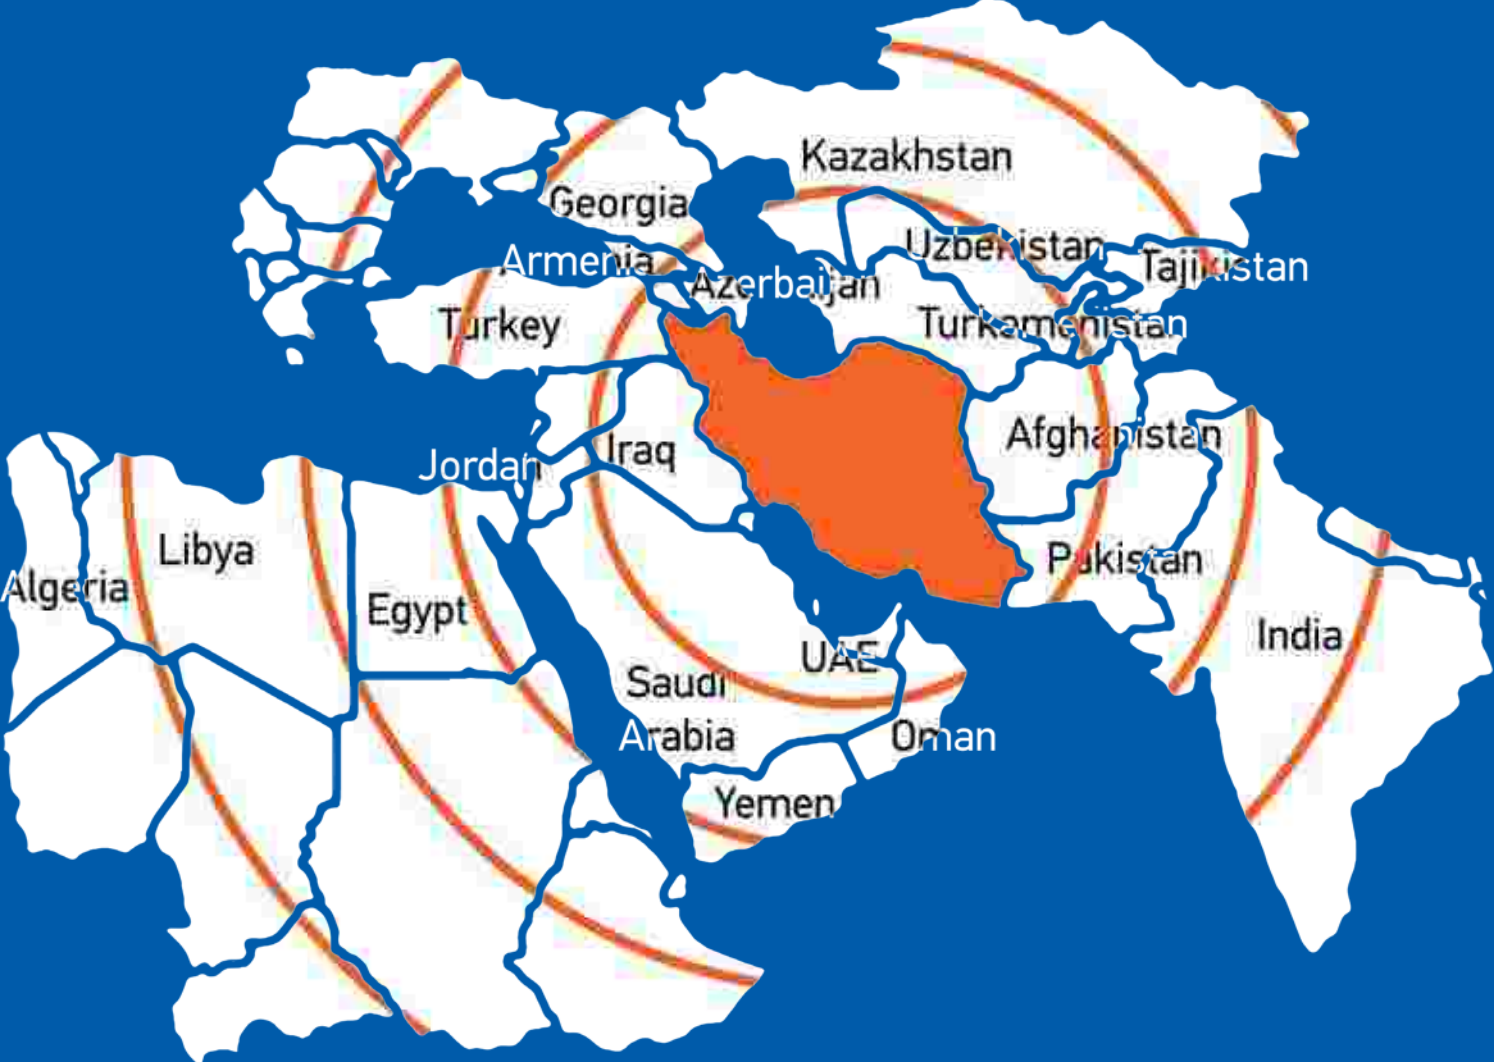 Kazakhstan
Georgia
Uzbekistan
Armenia
Azerbaijan
Tajikistan
Turkey
Turkamenistan
Afghanistan
Iraq
Jordan
Libya
Pakistan
Algeria
Egypt
India
UAE
Saudi
Arabia
Oman
Yemen